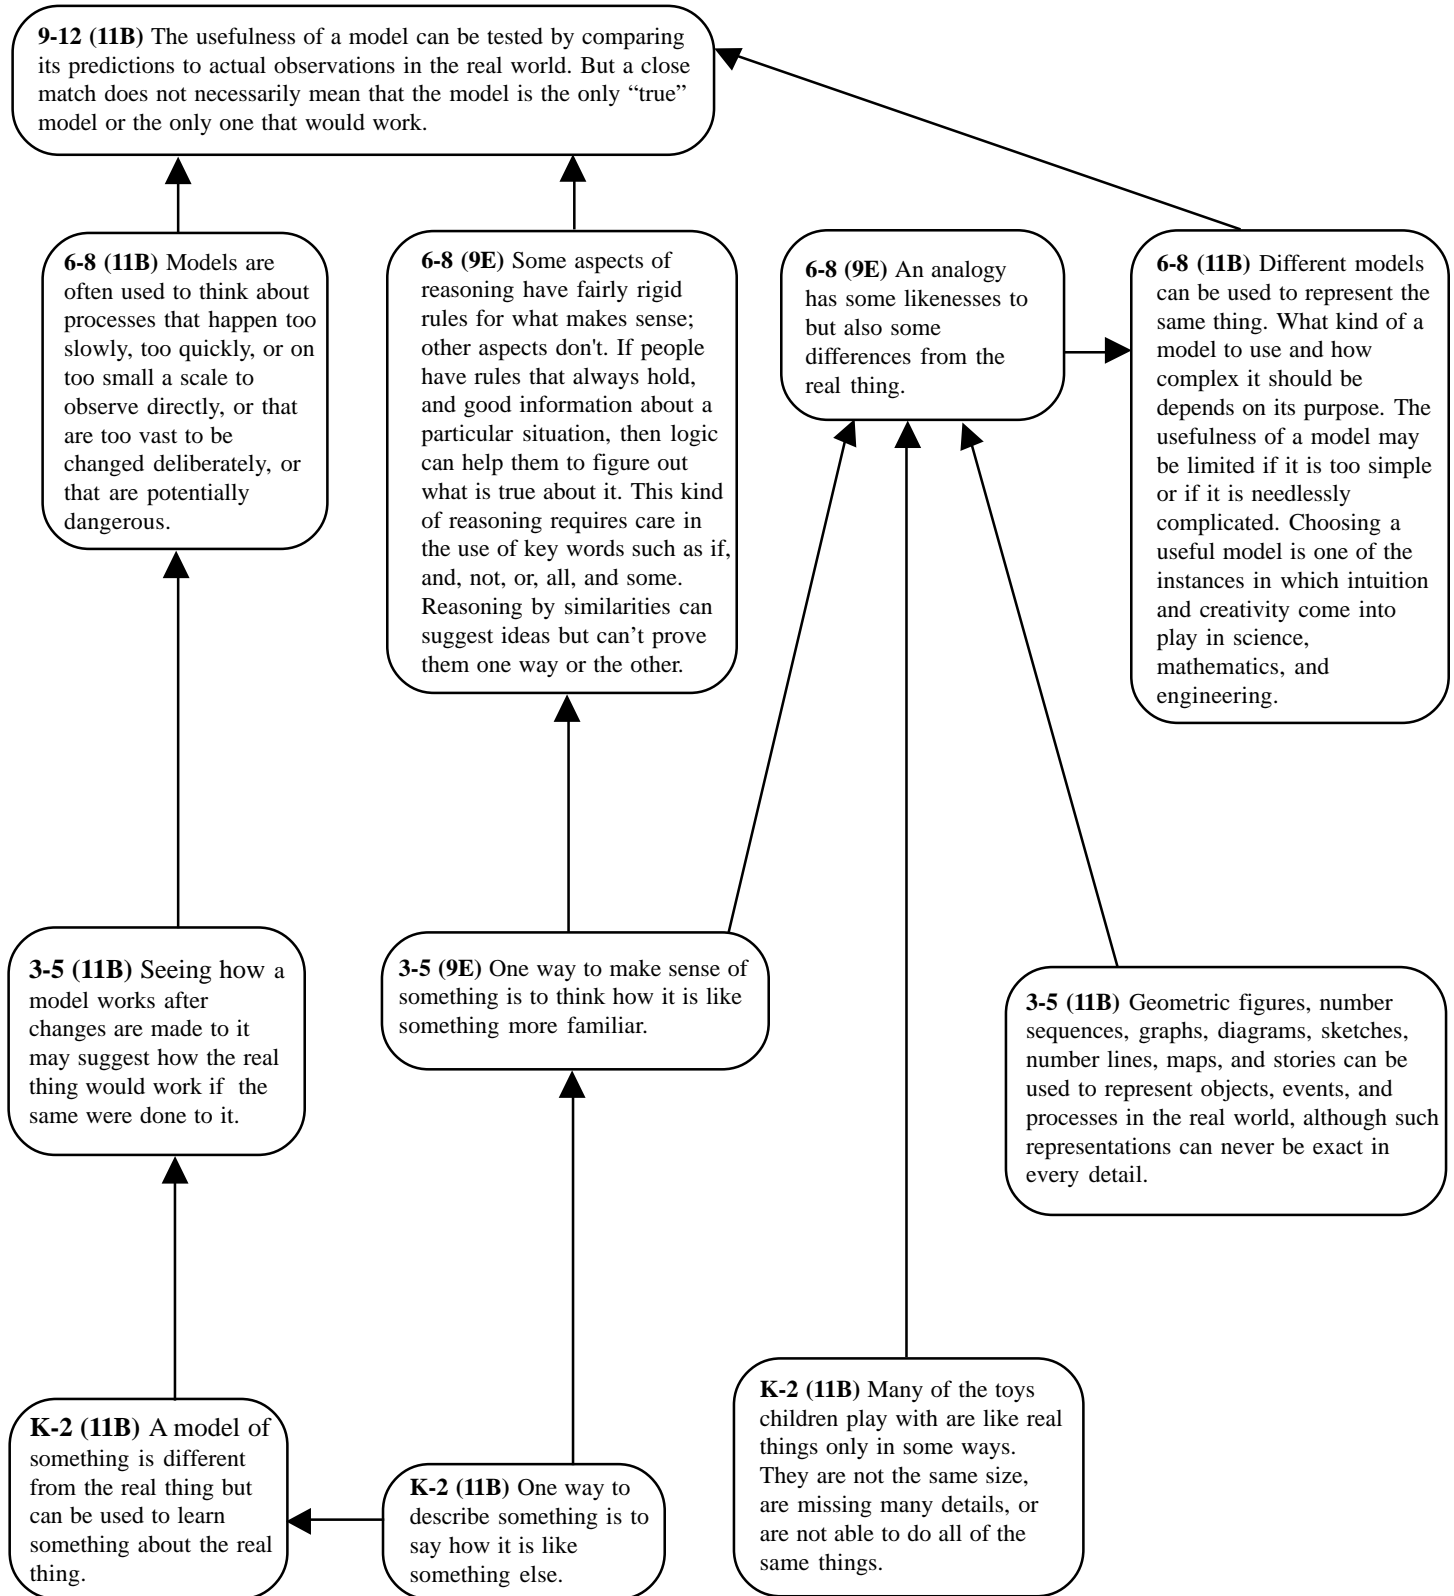 9-12 (11B) The usefulness of a model can be tested by comparing
its predictions to actual observations in the real world. But a close
match does not necessarily mean that the model is the only “true”
model or the only one that would work.
6-8 (11B) Models are
often used to think about
processes that happen too
slowly, too quickly, or on
too small a scale to
observe directly, or that
are too vast to be
changed deliberately, or
that are potentially
dangerous.
6-8 (9E) Some aspects of
reasoning have fairly rigid
rules for what makes sense;
other aspects don't. If people
have rules that always hold,
and good information about a
particular situation, then logic
can help them to figure out
what is true about it. This kind
of reasoning requires care in
the use of key words such as if,
and, not, or, all, and some.
Reasoning by similarities can
suggest ideas but can’t prove
them one way or the other.
6-8 (9E) An analogy
has some likenesses to
but also some
differences from the
real thing.
6-8 (11B) Different models
can be used to represent the
same thing. What kind of a
model to use and how
complex it should be
depends on its purpose. The
usefulness of a model may
be limited if it is too simple
or if it is needlessly
complicated. Choosing a
useful model is one of the
instances in which intuition
and creativity come into
play in science,
mathematics, and
engineering.
3-5 (11B) Seeing how a
model works after
changes are made to it
may suggest how the real
thing would work if the
same were done to it.
3-5 (9E) One way to make sense of
something is to think how it is like
something more familiar.
3-5 (11B) Geometric figures, number
sequences, graphs, diagrams, sketches,
number lines, maps, and stories can be
used to represent objects, events, and
processes in the real world, although such
representations can never be exact in
every detail.
K-2 (11B) A model of
something is different
from the real thing but
can be used to learn
something about the real
thing.
K-2 (11B) One way to
describe something is to
say how it is like
something else.
K-2 (11B) Many of the toys
children play with are like real
things only in some ways.
They are not the same size,
are missing many details, or
are not able to do all of the
same things.